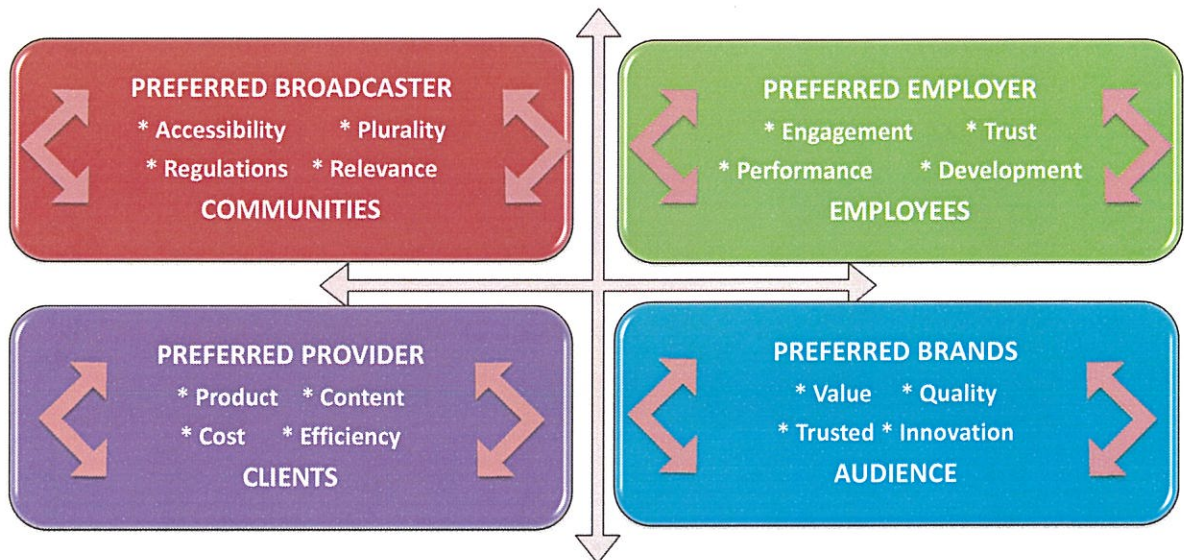 PREFERRED BROADCASTER
* Accessibility * Plurality
* Regulations * Relevance
COMMUNITIES
PREFERRED EMPLOYER
* Engagement * Trust
* Performance * Development
EMPLOYEES
PREFERRED PROVIDER
* Product * Content
* Cost * Efficiency
CLIENTS
PREFERRED BRANDS
* Value * Quality
* Trusted * Innovation
AUDIENCE